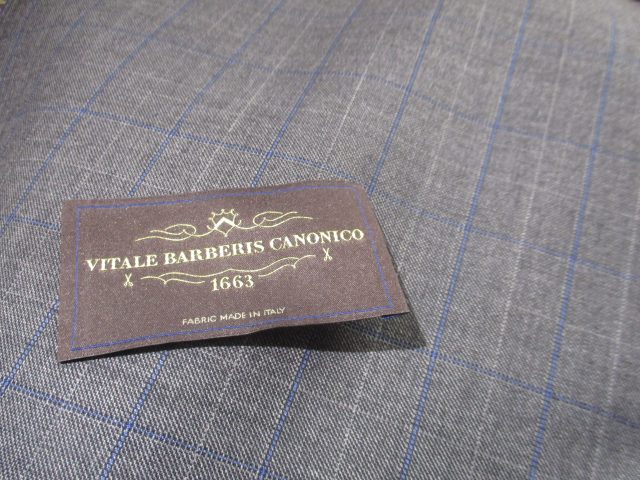 VITALE BARBERIS CANONICO
1663
FABRIC MADE IN ITALY